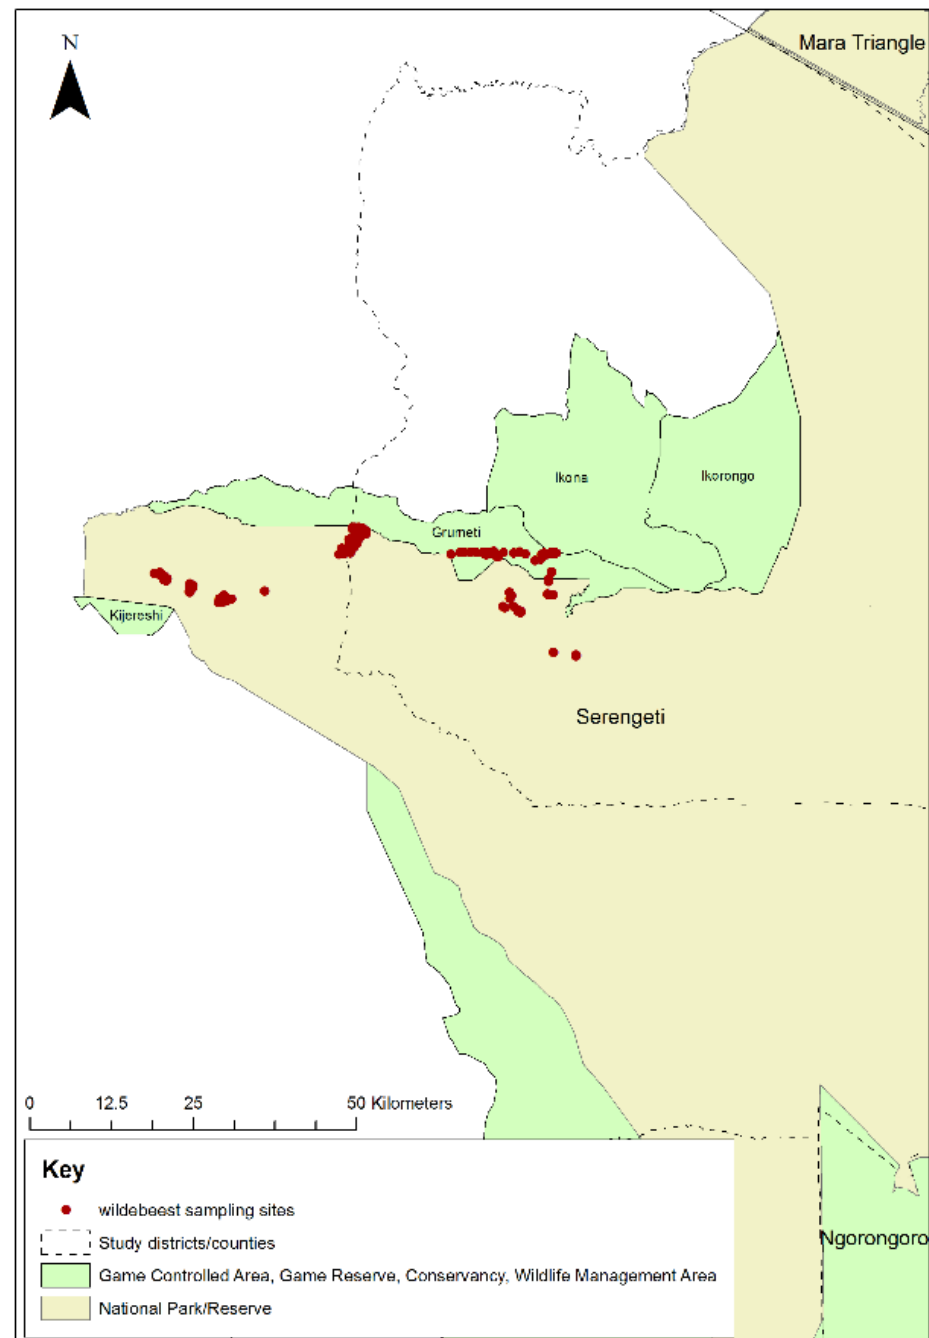 N
Mara Triangle
Ikona
Ikorongo
Grumeti
Kijereshi
Serengeti
0 12.5 25 50 Kilometers
Key
wildebeest sampling sites
Study districts/counties
Game Controlled Area, Game Reserve, Conservancy, Wildlife Management Area
National Park/Reserve
Ngorongoro